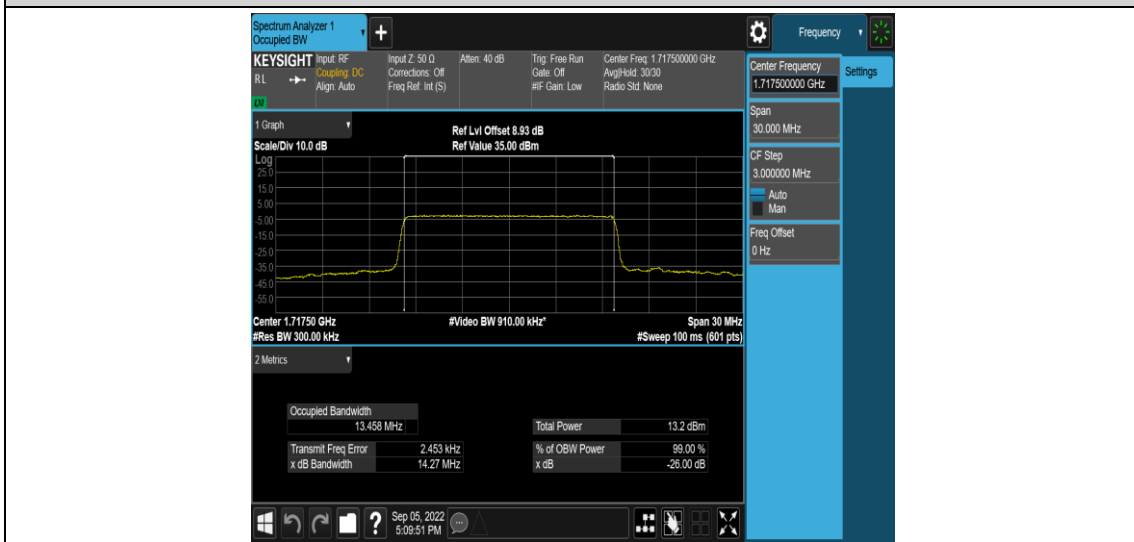 Spectrum Analyzer 1
Occupied BW
+
Frequency
KEYSIGHT
RL
Input: RF
Coupling: DC
Align: Auto
Input Z: 50 Ω
Corrections: Off
Freq Ref: Int (S)
Atten: 40 dB
Trig: Free Run
Gate: Off
#IF Gain: Low
Center Freq: 1.717500000 GHz
Avg|Hold: 30/30
Radio Std: None
Center Frequency
1.717500000 GHz
Settings
Span
30.000 MHz
CF Step
3.000000 MHz
Auto
Man
Freq Offset
0 Hz
1 Graph
Ref Lvl Offset 8.93 dB
Scale/Div 10.0 dB
Ref Value 35.00 dBm
Log
25.0
15.0
5.00
-5.00
-15.0
-25.0
-35.0
-45.0
-55.0
Center 1.71750 GHz
#Video BW 910.00 kHz*
Span 30 MHz
#Res BW 300.00 kHz
#Sweep 100 ms (601 pts)
2 Metrics
Occupied Bandwidth
13.458 MHz
Total Power 13.2 dBm
Transmit Freq Error 2.453 kHz
% of OBW Power 99.00 %
x dB Bandwidth 14.27 MHz
x dB -26.00 dB
?
Sep 05, 2022
5:09:51 PM